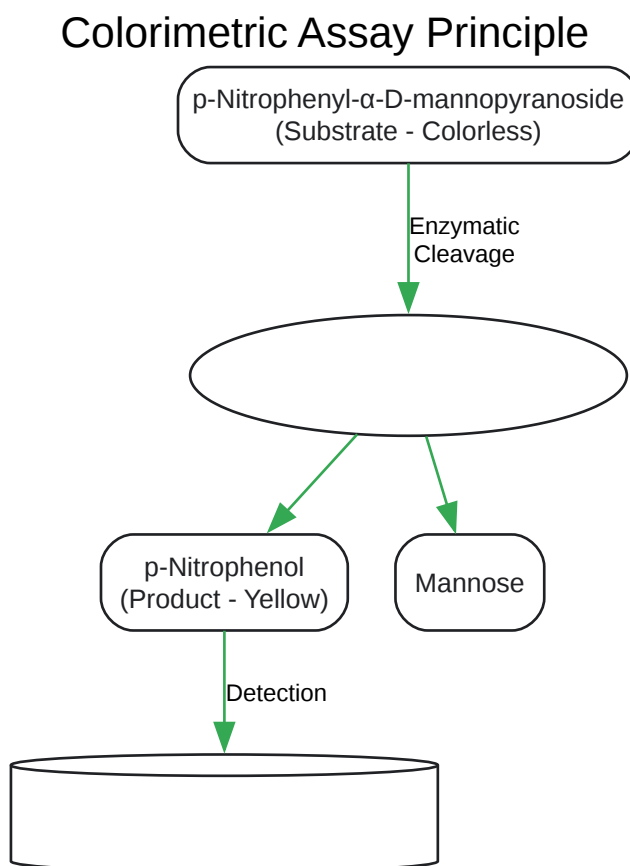 Colorimetric Assay Principle
p-Nitrophenyl-α-D-mannopyranoside
(Substrate - Colorless)
Enzymatic
Cleavage
p-Nitrophenol
(Product - Yellow)
Mannose
Detection